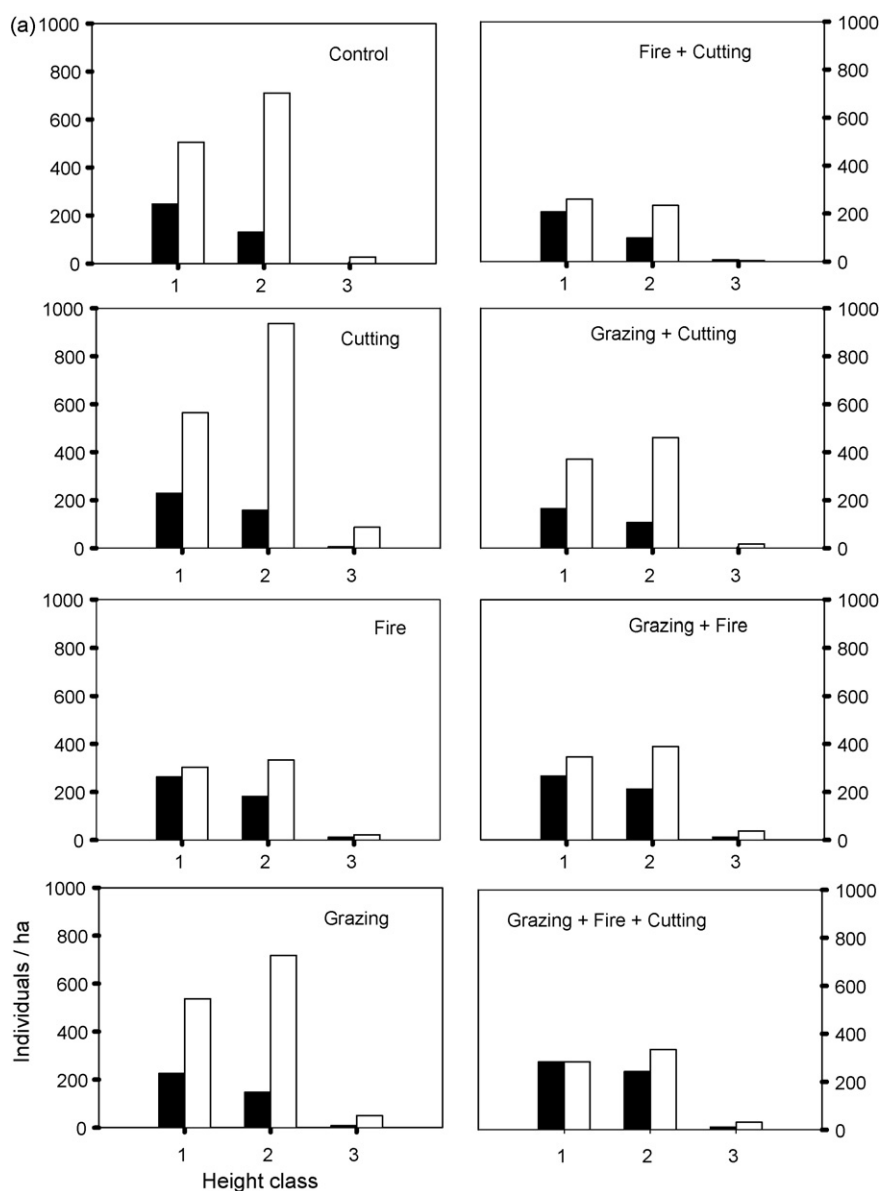 (a)
1000
800
600
400
200
0
Control
1 2 3
Fire + Cutting
1000
800
600
400
200
0
1 2 3
1000
800
600
400
200
0
Cutting
1 2 3
Grazing + Cutting
1000
800
600
400
200
0
1 2 3
1000
800
600
400
200
0
Fire
1 2 3
Grazing + Fire
1000
800
600
400
200
0
1 2 3
Individuals / ha
1000
800
600
400
200
0
Grazing
1 2 3
Height class
Grazing + Fire + Cutting
1000
800
600
400
200
0
1 2 3